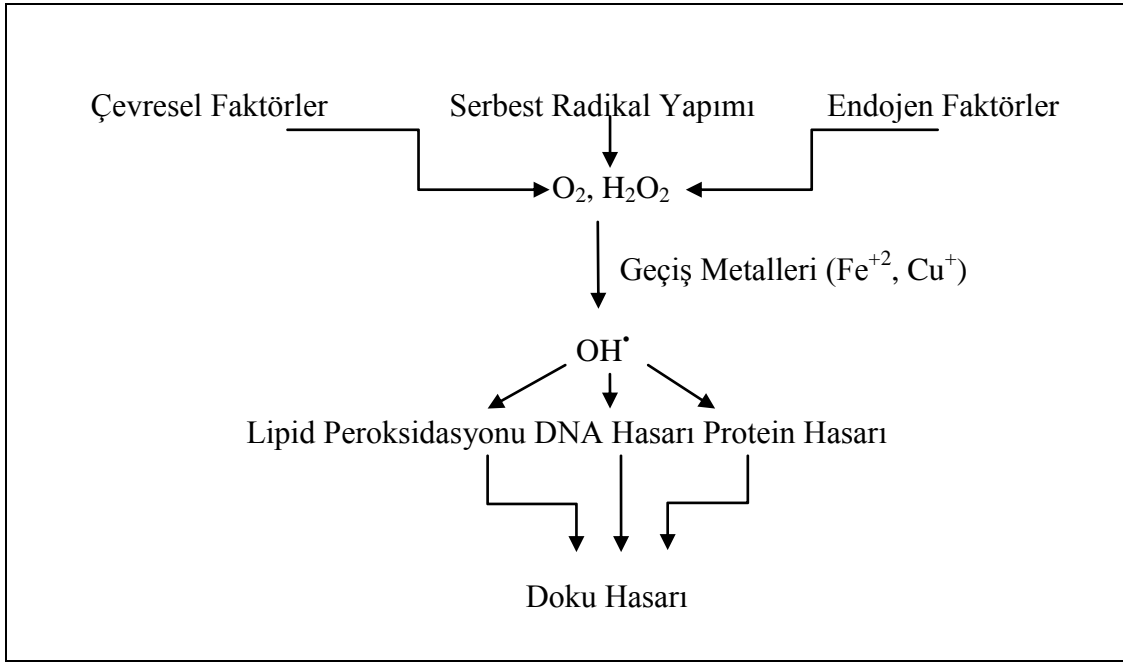 Çevresel Faktörler Serbest Radikal Yapımı Endojen Faktörler
O₂, H₂O₂
Geçiş Metalleri (Fe⁺², Cu⁺)
OH•
Lipid Peroksidasyonu DNA Hasarı Protein Hasarı
Doku Hasarı